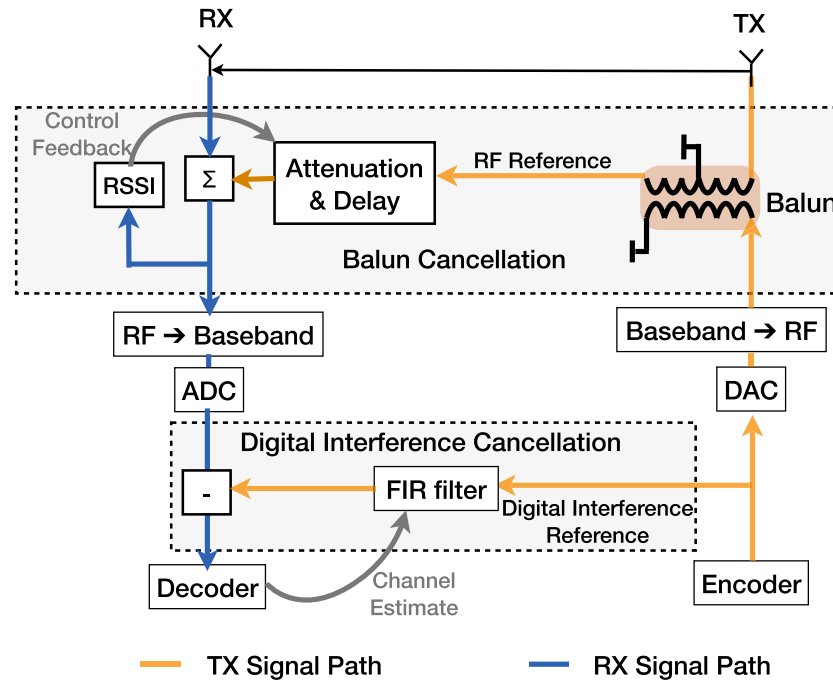 RX
TX
Control
Feedback
RSSI
Σ
Attenuation
& Delay
RF Reference
Balun
Balun Cancellation
RF ➔ Baseband
Baseband ➔ RF
ADC
DAC
Digital Interference Cancellation
-
FIR filter
Digital Interference
Reference
Decoder
Channel
Estimate
Encoder
TX Signal Path
RX Signal Path